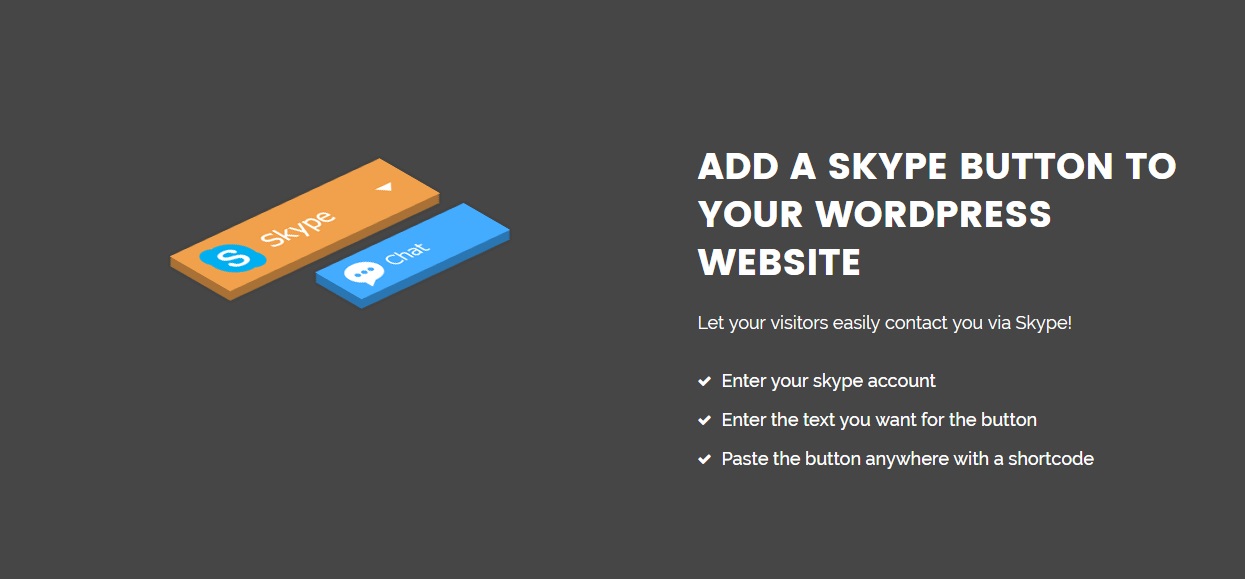 Skype
S
Chat
ADD A SKYPE BUTTON TO
YOUR WORDPRESS
WEBSITE
Let your visitors easily contact you via Skype!
Enter your skype account
Enter the text you want for the button
Paste the button anywhere with a shortcode